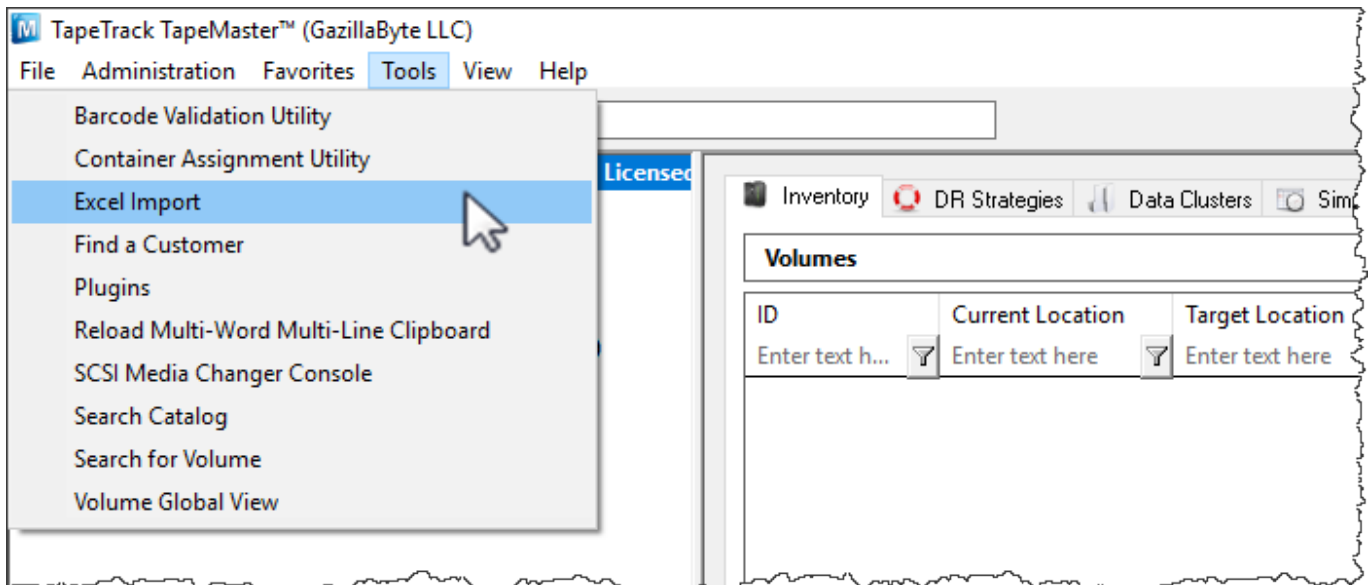 TapeTrack TapeMaster™ (GazillaByte LLC)
File Administration Favorites Tools View Help
Barcode Validation Utility
Container Assignment Utility
Excel Import
Find a Customer
Plugins
Reload Multi-Word Multi-Line Clipboard
SCSI Media Changer Console
Search Catalog
Search for Volume
Volume Global View
Licensed
Inventory DR Strategies Data Clusters
Volumes
ID Current Location Target Location
Enter text h... Enter text here Enter text here